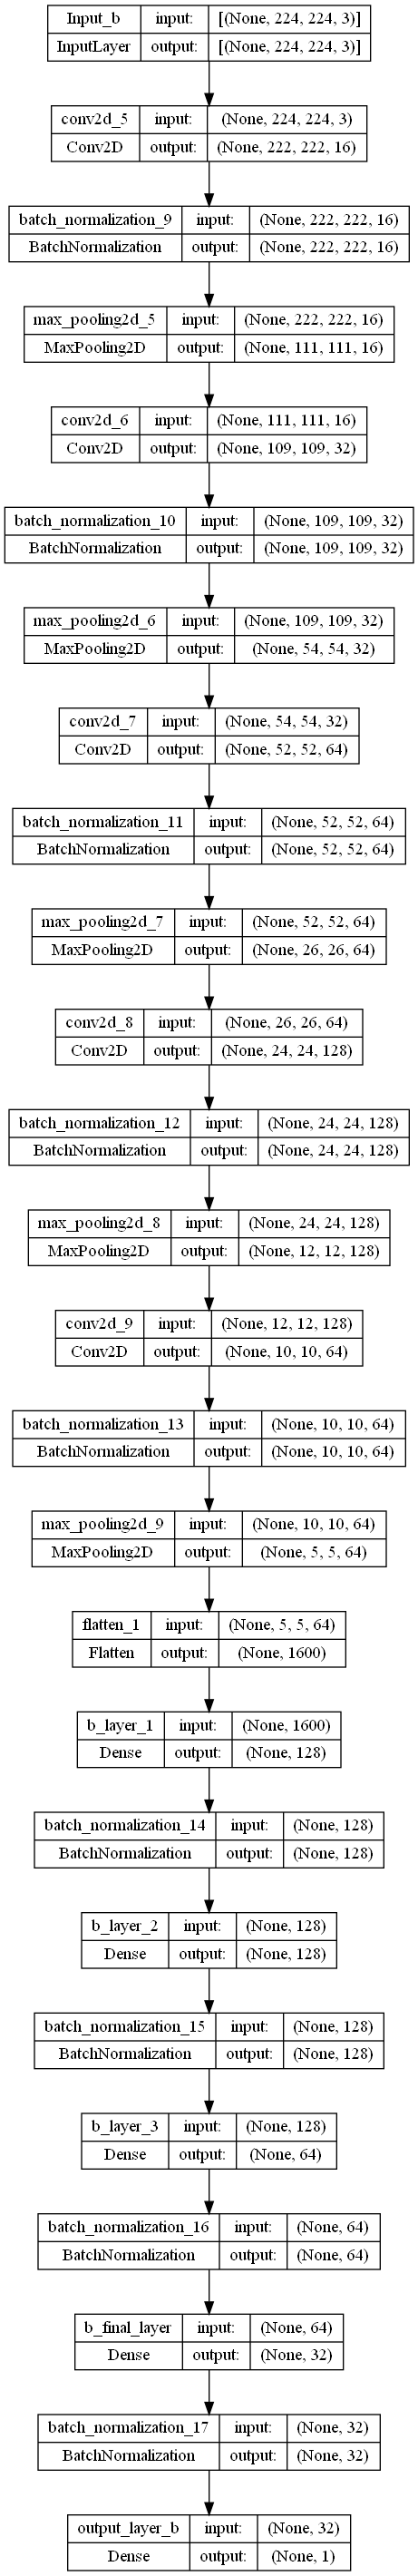 Input_b input: [(None, 224, 224, 3)]
InputLayer output: [(None, 224, 224, 3)]
conv2d_5 input: (None, 224, 224, 3)
Conv2D output: (None, 222, 222, 16)
batch_normalization_9 input: (None, 222, 222, 16)
BatchNormalization output: (None, 222, 222, 16)
max_pooling2d_5 input: (None, 222, 222, 16)
MaxPooling2D output: (None, 111, 111, 16)
conv2d_6 input: (None, 111, 111, 16)
Conv2D output: (None, 109, 109, 32)
batch_normalization_10 input: (None, 109, 109, 32)
BatchNormalization output: (None, 109, 109, 32)
max_pooling2d_6 input: (None, 109, 109, 32)
MaxPooling2D output: (None, 54, 54, 32)
conv2d_7 input: (None, 54, 54, 32)
Conv2D output: (None, 52, 52, 64)
batch_normalization_11 input: (None, 52, 52, 64)
BatchNormalization output: (None, 52, 52, 64)
max_pooling2d_7 input: (None, 52, 52, 64)
MaxPooling2D output: (None, 26, 26, 64)
conv2d_8 input: (None, 26, 26, 64)
Conv2D output: (None, 24, 24, 128)
batch_normalization_12 input: (None, 24, 24, 128)
BatchNormalization output: (None, 24, 24, 128)
max_pooling2d_8 input: (None, 24, 24, 128)
MaxPooling2D output: (None, 12, 12, 128)
conv2d_9 input: (None, 12, 12, 128)
Conv2D output: (None, 10, 10, 64)
batch_normalization_13 input: (None, 10, 10, 64)
BatchNormalization output: (None, 10, 10, 64)
max_pooling2d_9 input: (None, 10, 10, 64)
MaxPooling2D output: (None, 5, 5, 64)
flatten_1 input: (None, 5, 5, 64)
Flatten output: (None, 1600)
b_layer_1 input: (None, 1600)
Dense output: (None, 128)
batch_normalization_14 input: (None, 128)
BatchNormalization output: (None, 128)
b_layer_2 input: (None, 128)
Dense output: (None, 128)
batch_normalization_15 input: (None, 128)
BatchNormalization output: (None, 128)
b_layer_3 input: (None, 128)
Dense output: (None, 64)
batch_normalization_16 input: (None, 64)
BatchNormalization output: (None, 64)
b_final_layer input: (None, 64)
Dense output: (None, 32)
batch_normalization_17 input: (None, 32)
BatchNormalization output: (None, 32)
output_layer_b input: (None, 32)
Dense output: (None, 1)